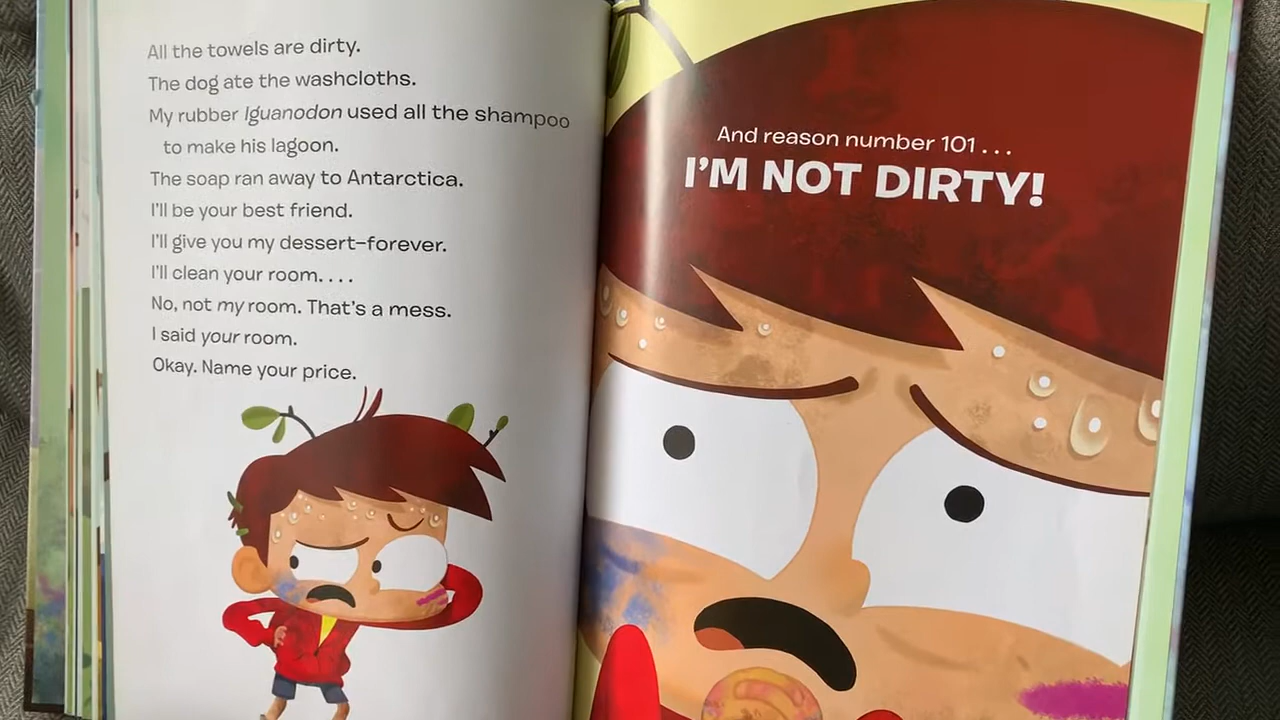 All the towels are dirty.
The dog ate the washcloths.
My rubber Iguanodon used all the shampoo
to make his lagoon.
The soap ran away to Antarctica.
I'll be your best friend.
I'll give you my dessert–forever.
I'll clean your room....
No, not my room. That's a mess.
I said your room.
Okay. Name your price.
And reason number 101...
I'M NOT DIRTY!